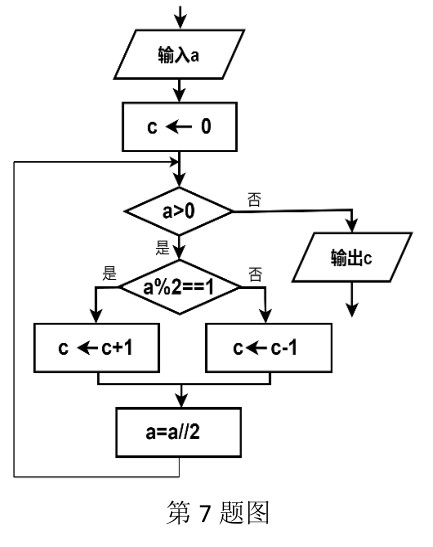 输入a
c ← 0
a>0
否
是
输出c
a%2==1
是
否
c ← c+1
c ← c-1
a=a//2
第 7 题图